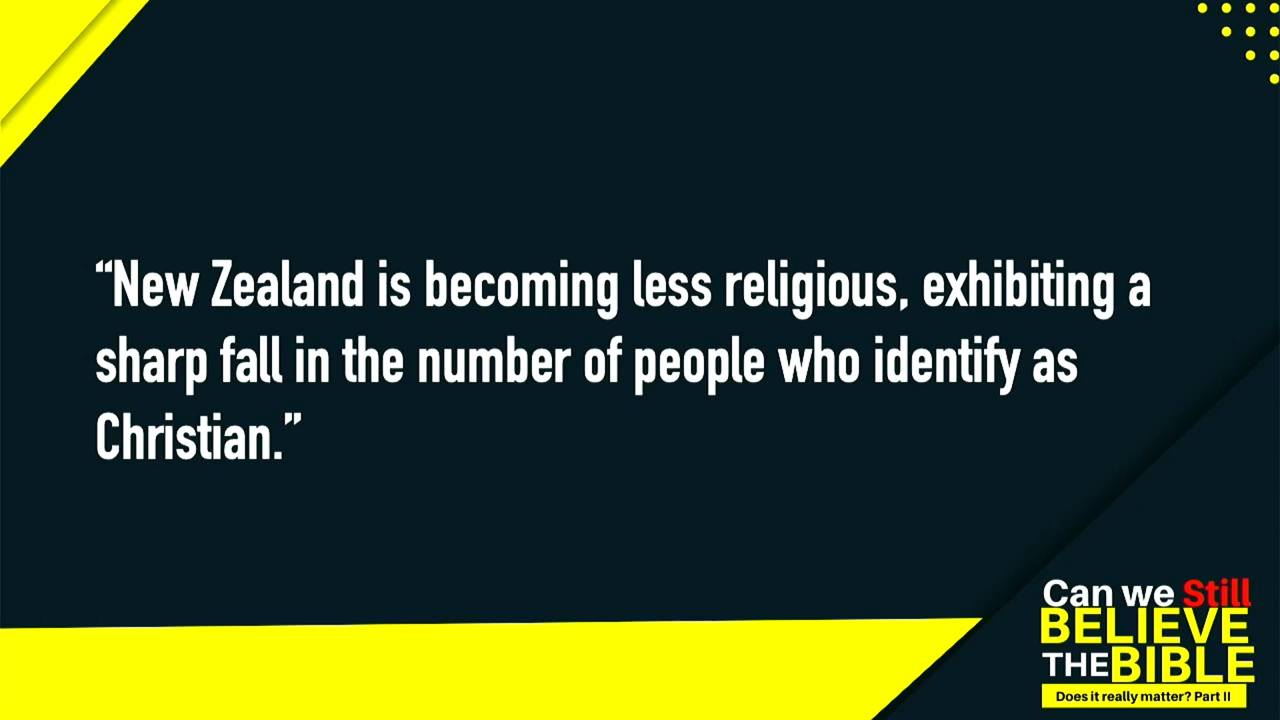 “New Zealand is becoming less religious, exhibiting a
sharp fall in the number of people who identify as
Christian.”
Can we Still
BELIEVE
THE BIBLE
Does it really matter? Part II